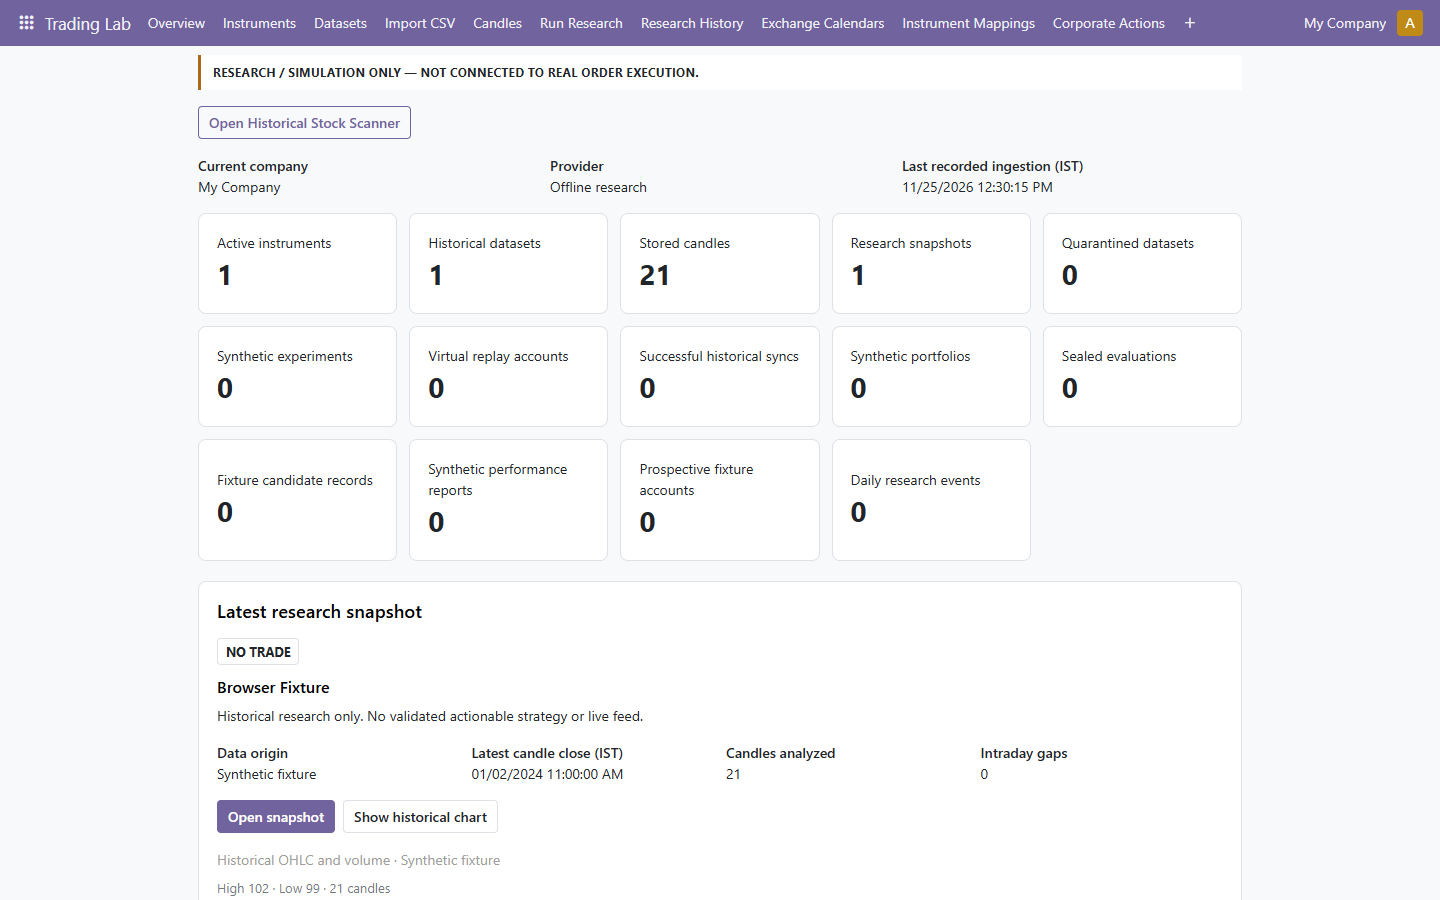 Trading Lab Overview Instruments Datasets Import CSV Candles Run Research Research History Exchange Calendars Instrument Mappings Corporate Actions + My Company A
RESEARCH / SIMULATION ONLY — NOT CONNECTED TO REAL ORDER EXECUTION.
Open Historical Stock Scanner
Current company
My Company
Provider
Offline research
Last recorded ingestion (IST)
11/25/2026 12:30:15 PM
Active instruments
1
Historical datasets
1
Stored candles
21
Research snapshots
1
Quarantined datasets
0
Synthetic experiments
0
Virtual replay accounts
0
Successful historical syncs
0
Synthetic portfolios
0
Sealed evaluations
0
Fixture candidate records
0
Synthetic performance
reports
0
Prospective fixture
accounts
0
Daily research events
0
Latest research snapshot
NO TRADE
Browser Fixture
Historical research only. No validated actionable strategy or live feed.
Data origin
Synthetic fixture
Latest candle close (IST)
01/02/2024 11:00:00 AM
Candles analyzed
21
Intraday gaps
0
Open snapshot
Show historical chart
Historical OHLC and volume · Synthetic fixture
High 102 · Low 99 · 21 candles